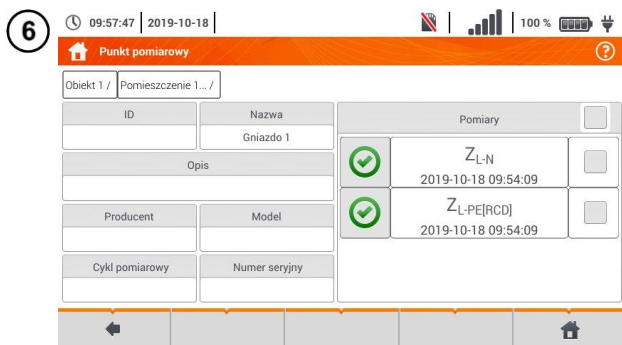 6
09:57:47 2019-10-18 100 %
Punkt pomiarowy ?
Obiekt 1 / Pomieszczenie 1... /
ID Nazwa Pomiary
Gniazdo 1
Opis
ZL-N
2019-10-18 09:54:09
Producent Model
ZL-PE[RCD]
2019-10-18 09:54:09
Cykl pomiarowy Numer seryjny